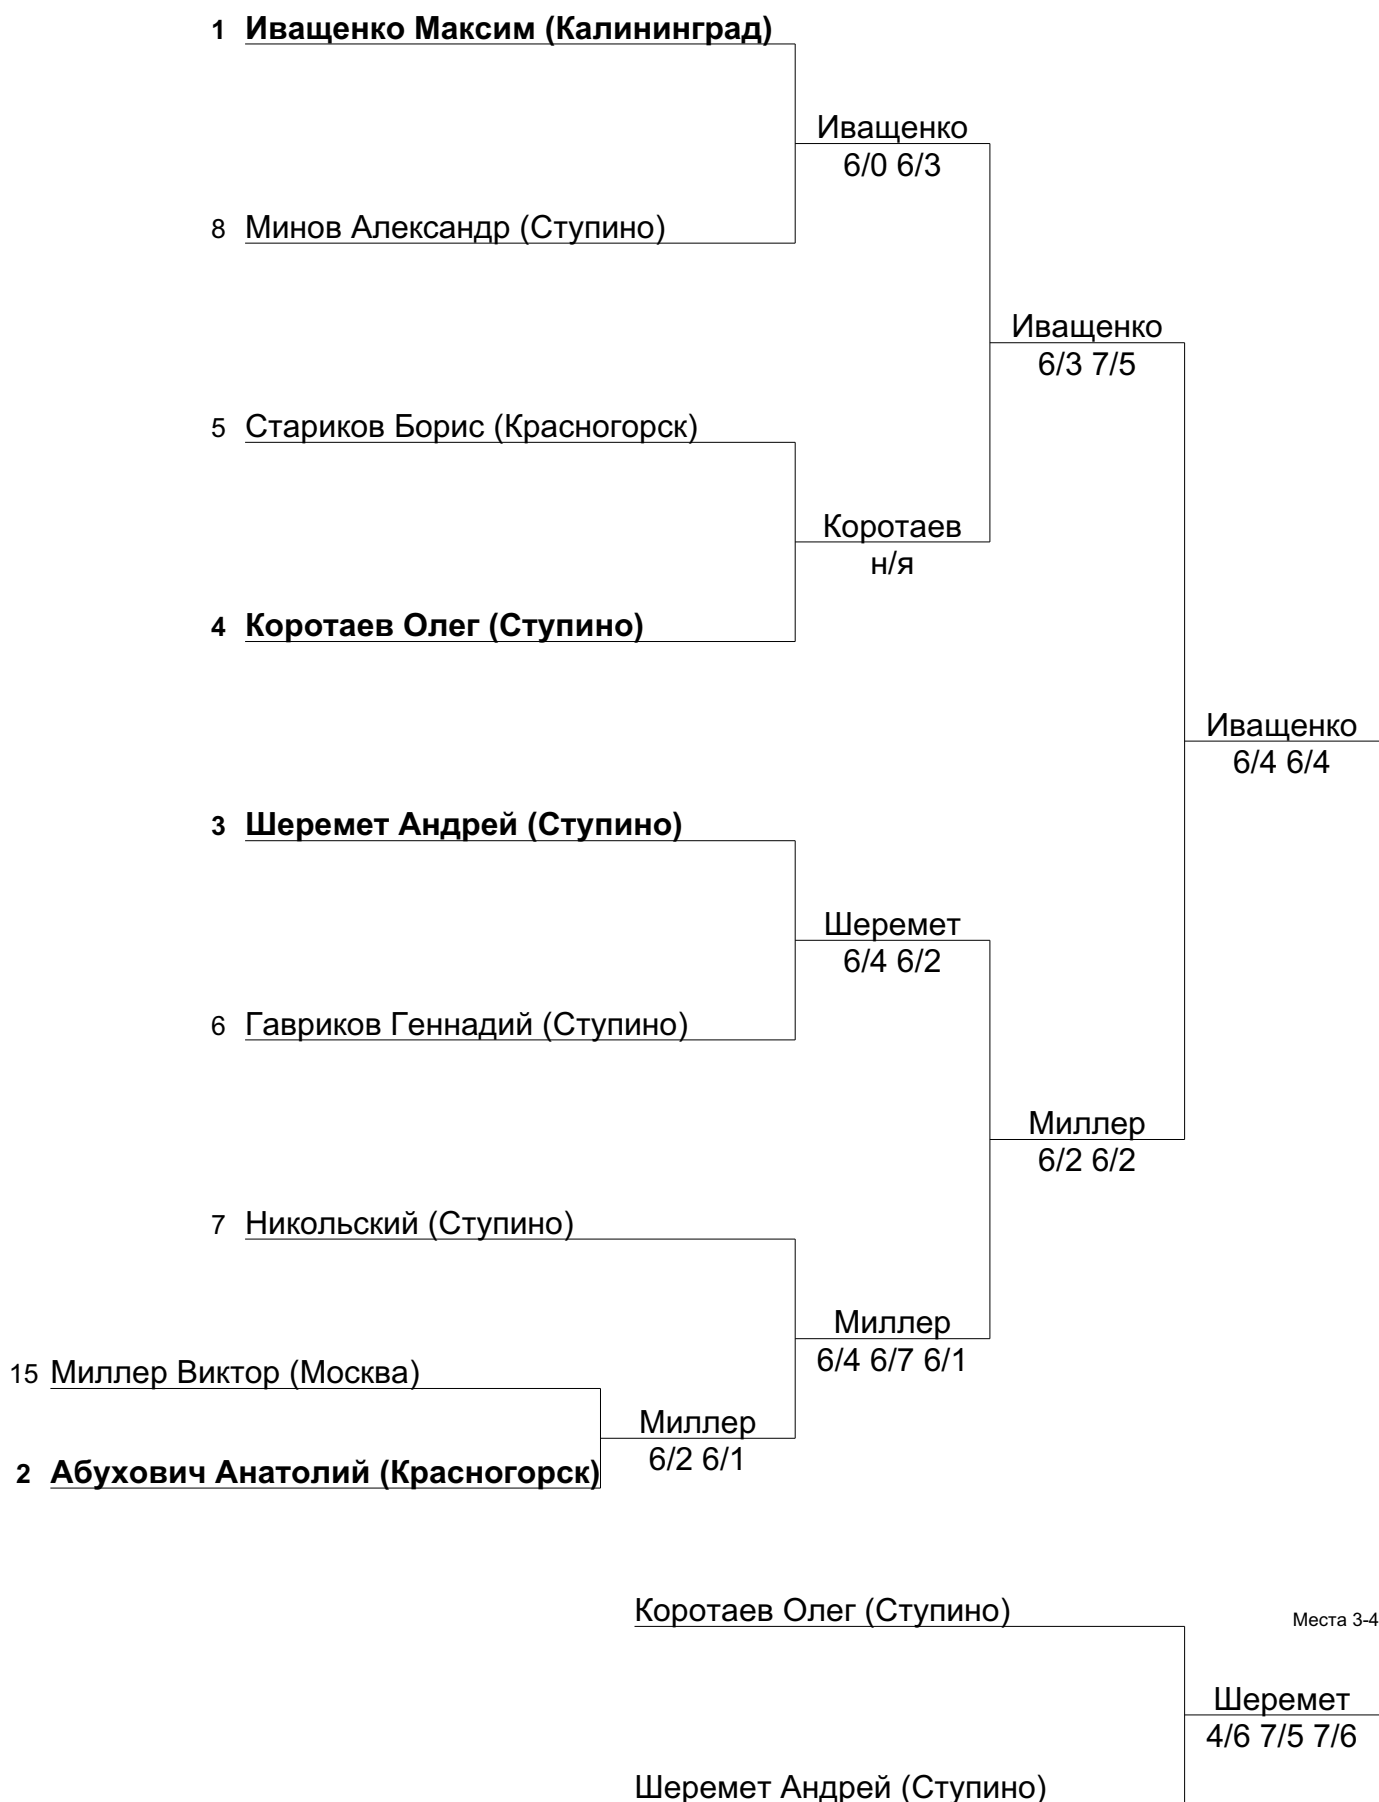 1 Иващенко Максим (Калининград)
Иващенко
6/0 6/3
8 Минов Александр (Ступино)
Иващенко
6/3 7/5
5 Стариков Борис (Красногорск)
Коротаев
н/я
4 Коротаев Олег (Ступино)
Иващенко
6/4 6/4
3 Шеремет Андрей (Ступино)
Шеремет
6/4 6/2
6 Гавриков Геннадий (Ступино)
Миллер
6/2 6/2
7 Никольский (Ступино)
Миллер
6/4 6/7 6/1
15 Миллер Виктор (Москва)
Миллер
6/2 6/1
2 Абухович Анатолий (Красногорск)
Коротаев Олег (Ступино)
Места 3-4
Шеремет
4/6 7/5 7/6
Шеремет Андрей (Ступино)